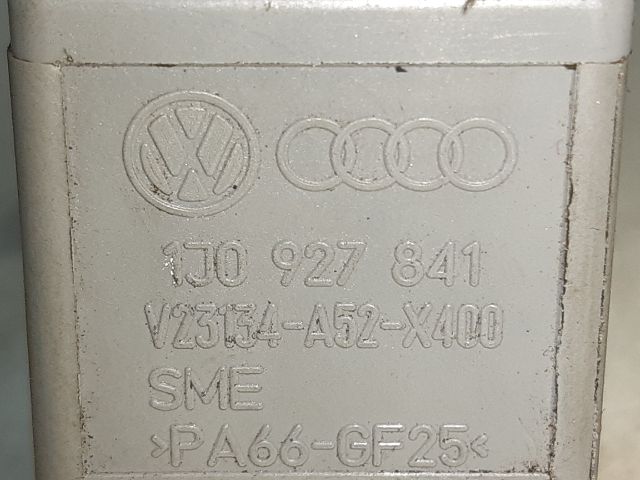 1J0 927 841
V23134-A52-X400
SME
>PA66-GF25<